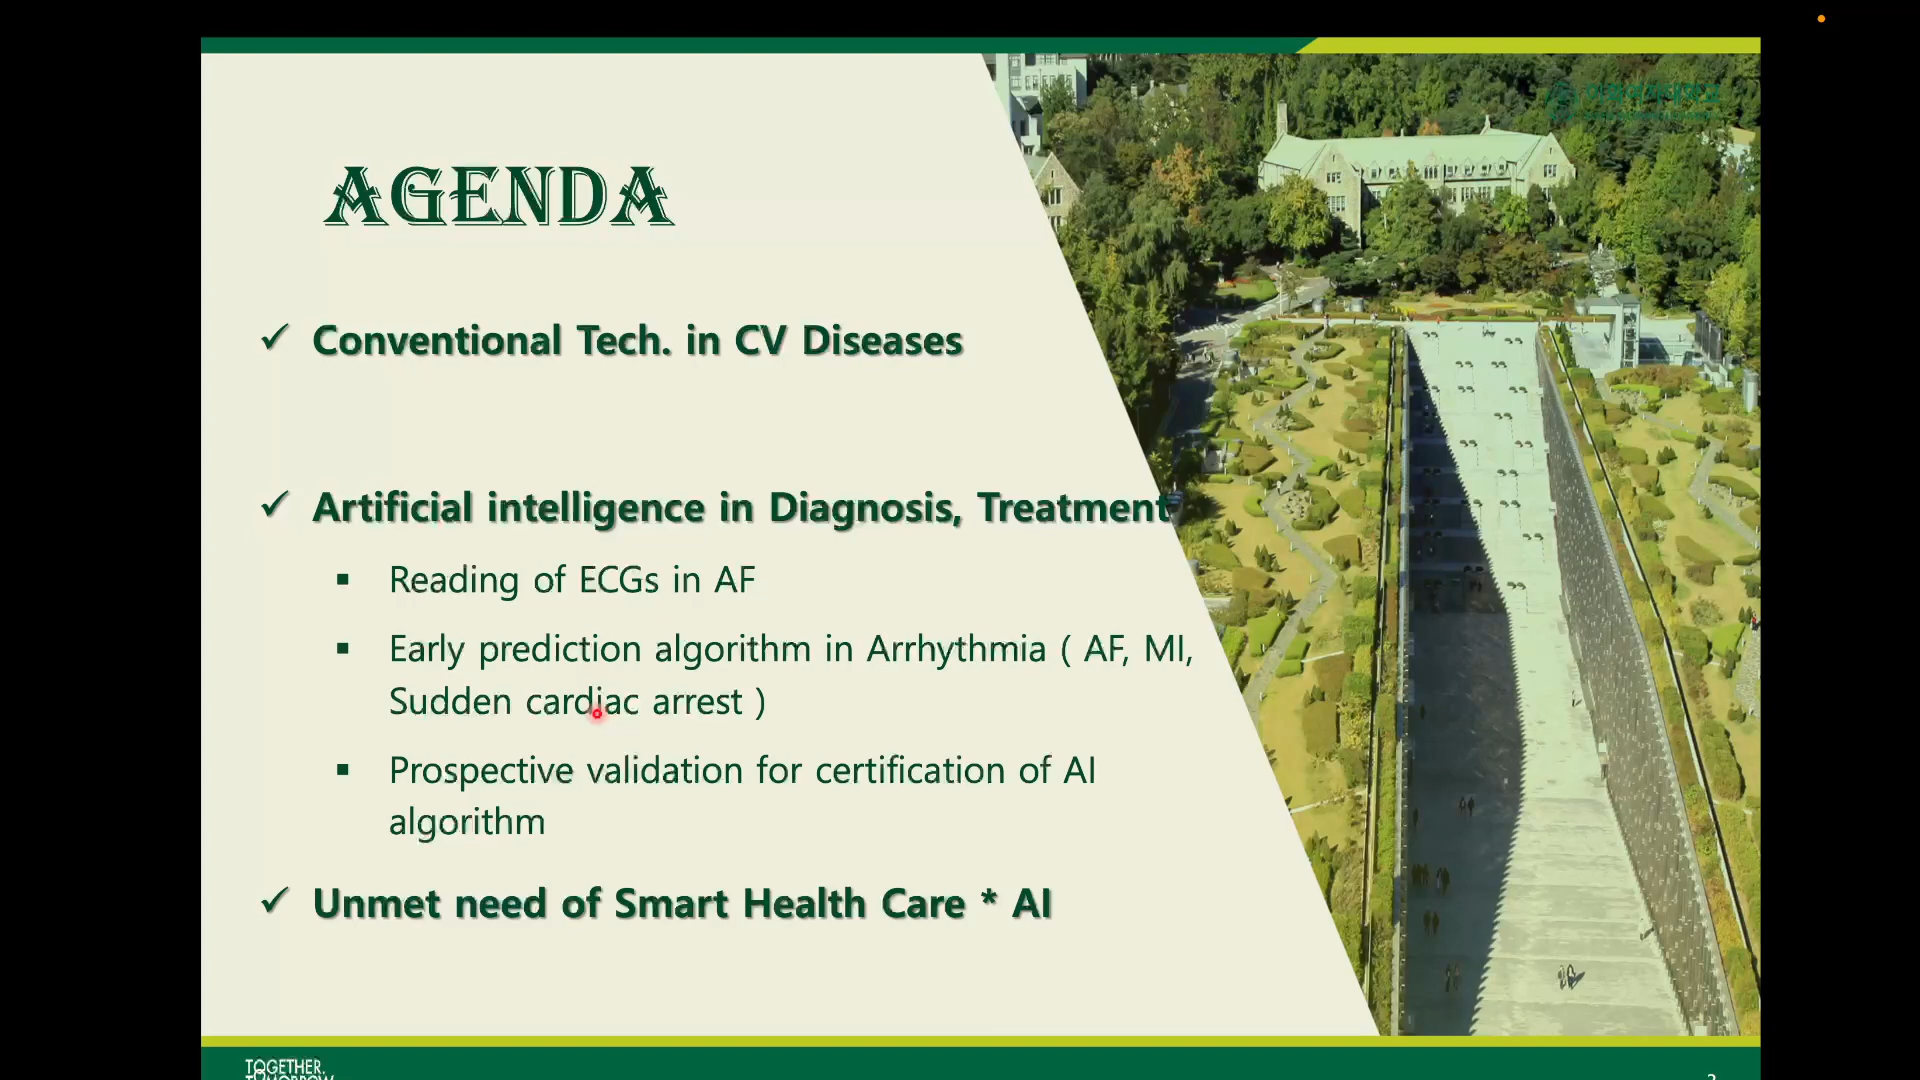 AGENDA
✓ Conventional Tech. in CV Diseases
✓ Artificial intelligence in Diagnosis, Treatment
▪ Reading of ECGs in AF
▪ Early prediction algorithm in Arrhythmia ( AF, MI,
Sudden cardiac arrest )
▪ Prospective validation for certification of AI
algorithm
✓ Unmet need of Smart Health Care * AI
TOGETHER.
TOMORROW